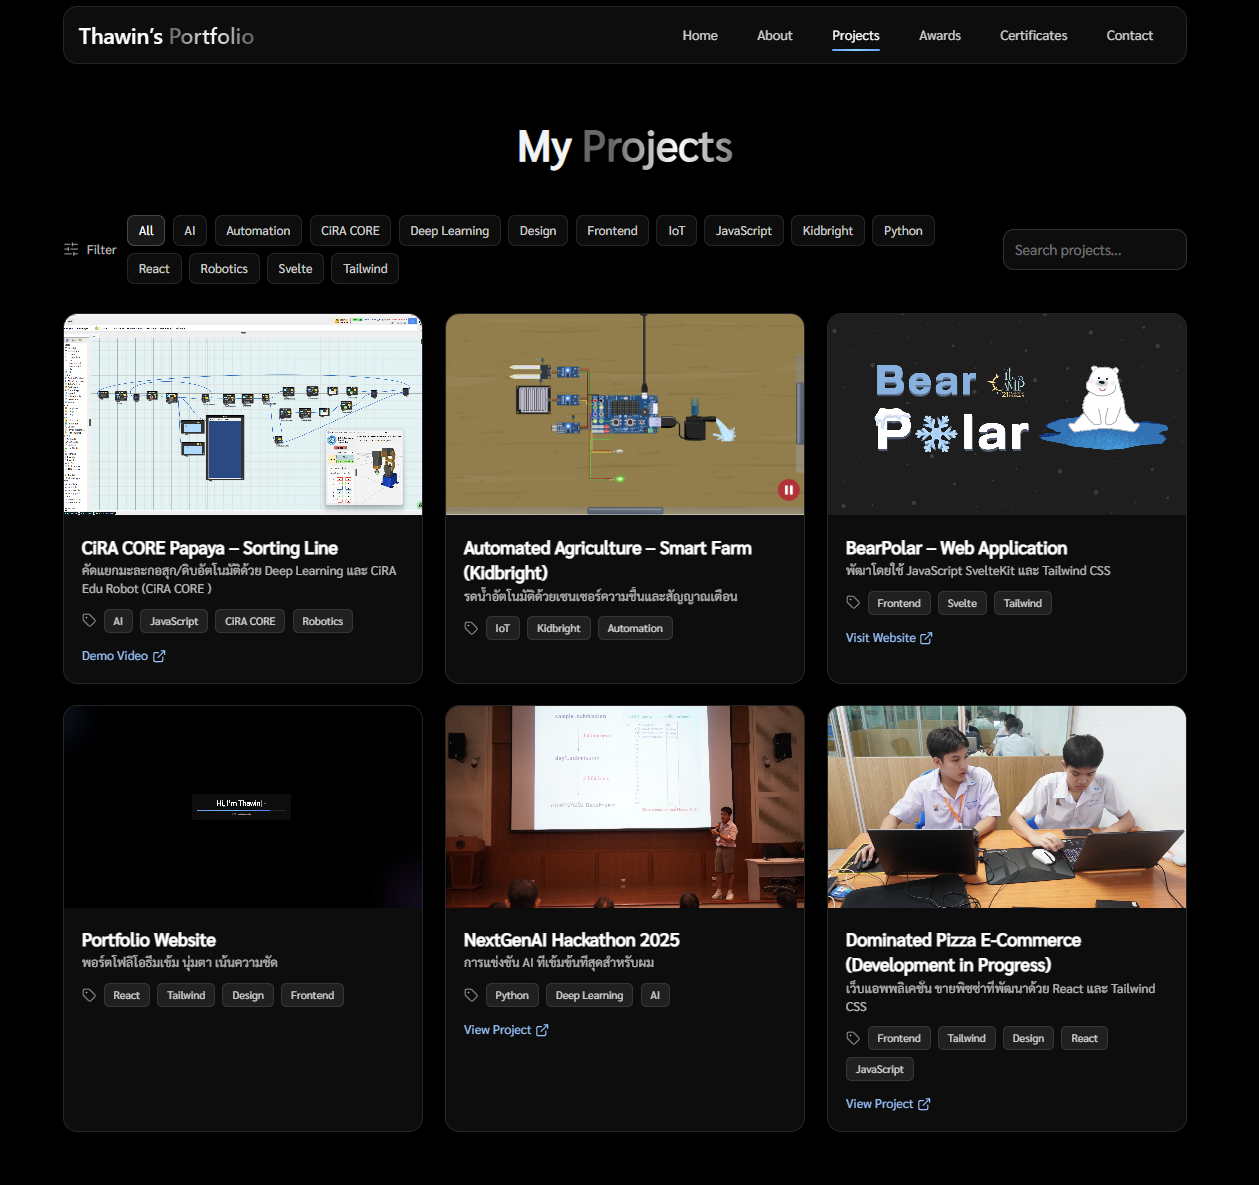 Thawin's Portfolio
Home
About
Projects
Awards
Certificates
Contact
My Projects
Filter
All
AI
Automation
CiRA CORE
Deep Learning
Design
Frontend
IoT
JavaScript
Kidbright
Python
React
Robotics
Svelte
Tailwind
Search projects...
CiRA CORE Papaya – Sorting Line
คัดแยกมะละกอสุก/ดิบอัตโนมัติด้วย Deep Learning และ CiRA
Edu Robot (CiRA CORE )
AI
JavaScript
CiRA CORE
Robotics
Demo Video
Automated Agriculture – Smart Farm
(Kidbright)
รดน้ำอัตโนมัติด้วยเซนเซอร์ความชื้นและสัญญาณเตือน
IoT
Kidbright
Automation
Bear
Polar
BearPolar – Web Application
พัฒาโดยใช้ JavaScript SvelteKit และ Tailwind CSS
Frontend
Svelte
Tailwind
Visit Website
Hi, I'm Thawin|
Portfolio Website
พอร์ตโฟลิโอธีมเข้ม นุ่มตา เน้นความชัด
React
Tailwind
Design
Frontend
sample_submission
day1.submission
NextGenAI Hackathon 2025
การแข่งขัน AI ที่เข้มข้นที่สุดสำหรับผม
Python
Deep Learning
AI
View Project
Dominated Pizza E-Commerce
(Development in Progress)
เว็บแอพพลิเคชัน ขายพิซซ่าที่พัฒนาด้วย React และ Tailwind
CSS
Frontend
Tailwind
Design
React
JavaScript
View Project